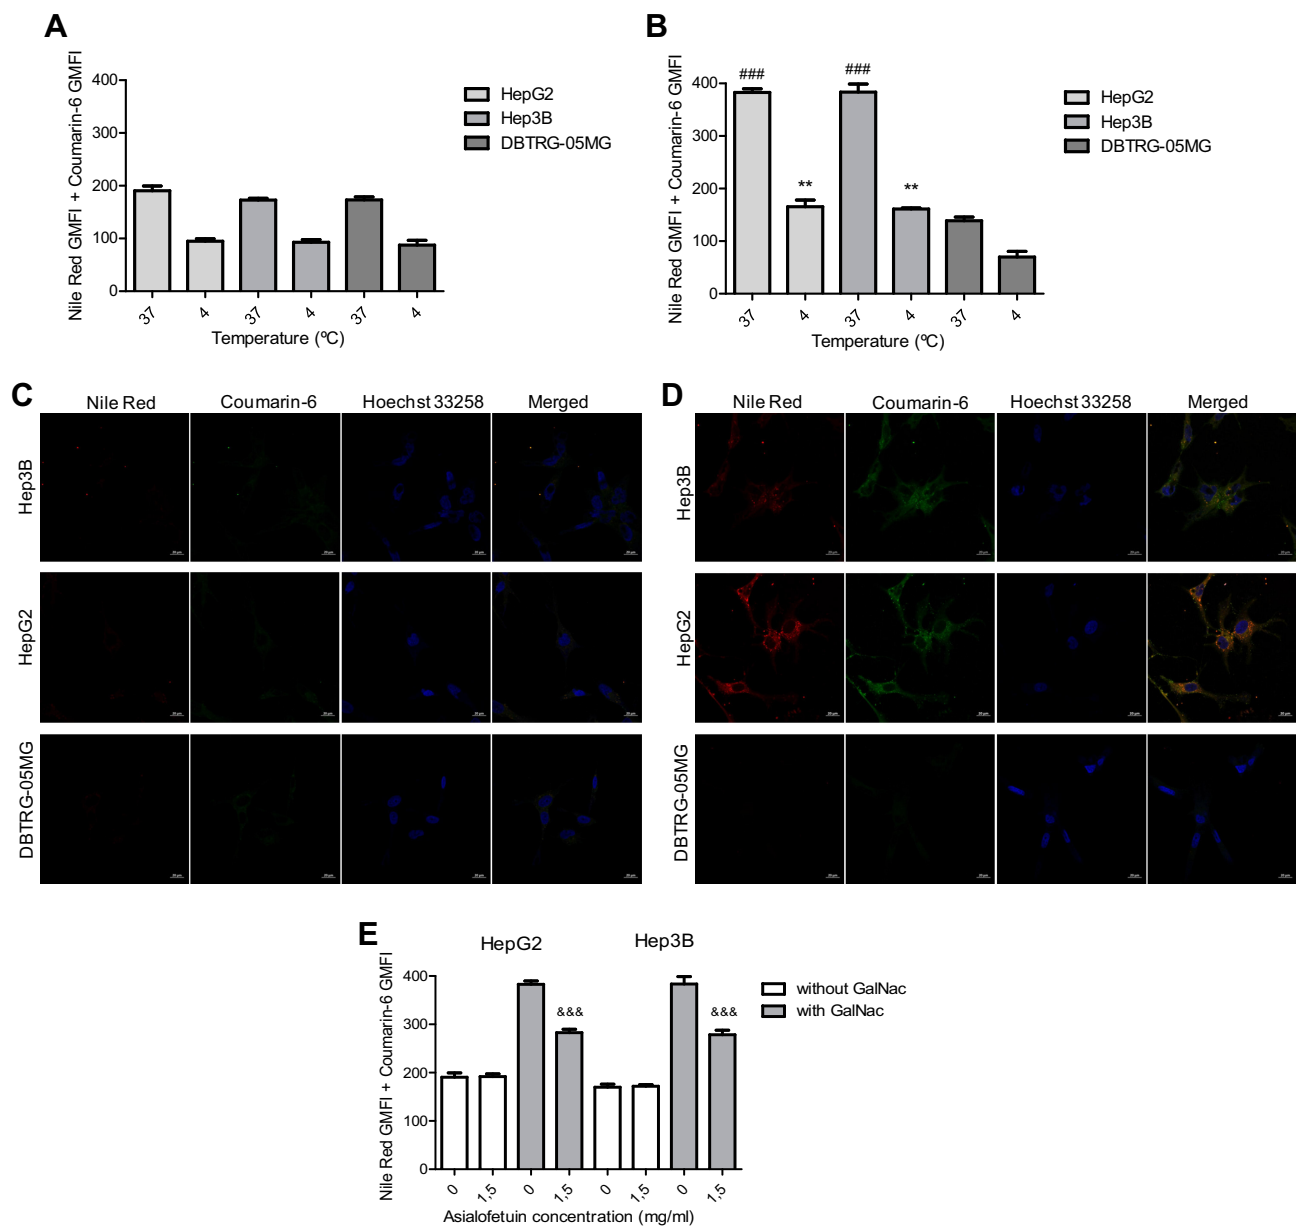 A
Nile Red GMFI + Coumarin-6 GMFI
400
300
200
100
0
37
4
37
4
37
4
Temperature (ºC)
HepG2
Hep3B
DBTRG-05MG
B
Nile Red GMFI + Coumarin-6 GMFI
400
300
200
100
0
###
**
###
**
37
4
37
4
37
4
Temperature (ºC)
HepG2
Hep3B
DBTRG-05MG
C
Nile Red
Coumarin-6
Hoechst 33258
Merged
Hep3B
HepG2
DBTRG-05MG
D
Nile Red
Coumarin-6
Hoechst 33258
Merged
Hep3B
HepG2
DBTRG-05MG
E
HepG2
Hep3B
Nile Red GMFI + Coumarin-6 GMFI
400
300
200
100
0
&&&
&&&
0
1,5
0
1,5
0
1,5
0
1,5
Asialofetuin concentration (mg/ml)
without GalNac
with GalNac